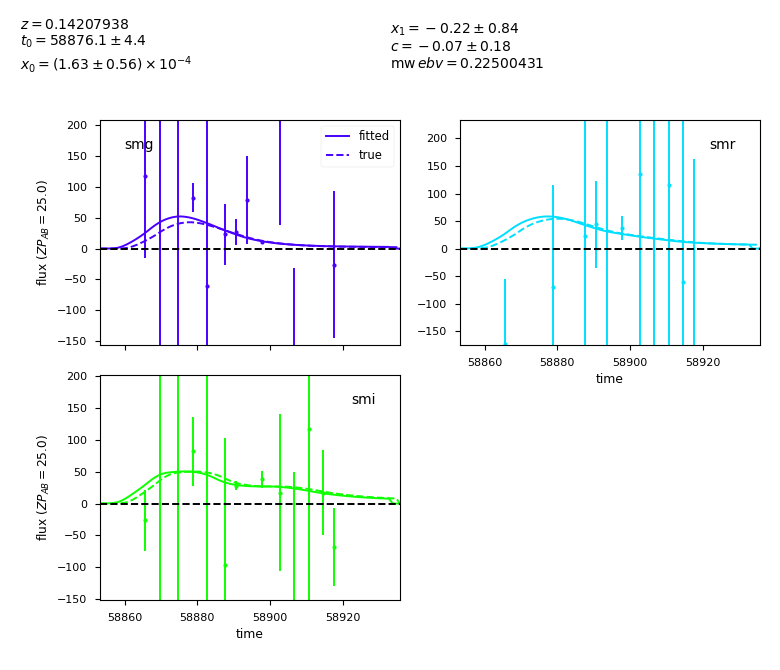 z = 0.14207938
t₀ = 58876.1 ± 4.4
x₀ = (1.63 ± 0.56) × 10⁻⁴
x₁ = −0.22 ± 0.84
c = −0.07 ± 0.18
mw ebv = 0.22500431
smg
fitted
true
200
150
100
50
0
−50
−100
−150
flux (ZP_AB = 25.0)
smr
200
150
100
50
0
−50
−100
−150
58860 58880 58900 58920
time
smi
200
150
100
50
0
−50
−100
−150
flux (ZP_AB = 25.0)
58860 58880 58900 58920
time